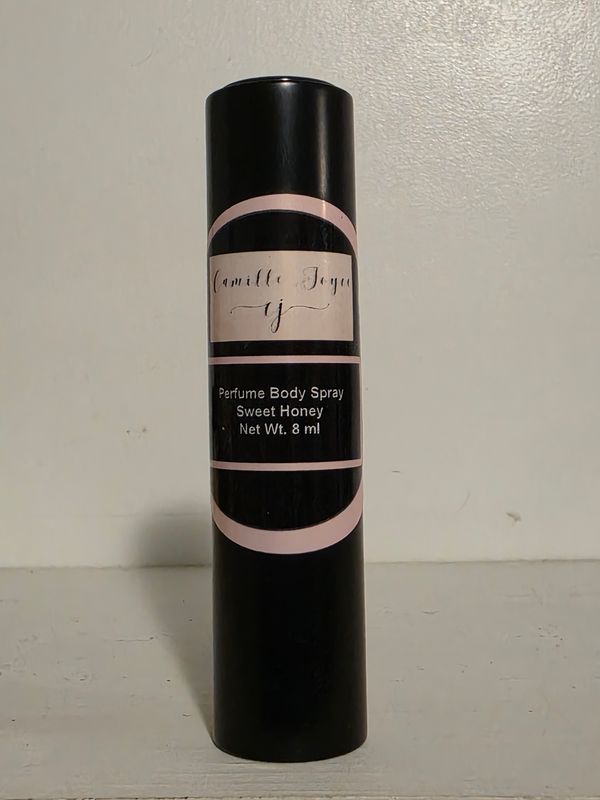 Camille Joyce
cj
Perfume Body Spray
Sweet Honey
Net Wt. 8 ml